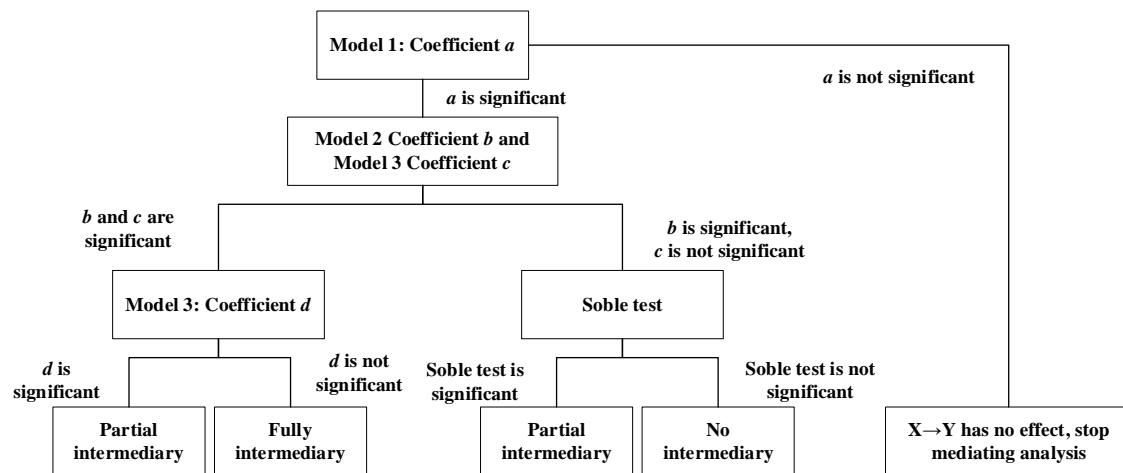 Model 1: Coefficient a
a is not significant
a is significant
Model 2 Coefficient b and
Model 3 Coefficient c
b and c are
significant
b is significant,
c is not significant
Model 3: Coefficient d
Soble test
d is
significant
d is not
significant
Soble test is
significant
Soble test is not
significant
Partial
intermediary
Fully
intermediary
Partial
intermediary
No
intermediary
X→Y has no effect, stop
mediating analysis